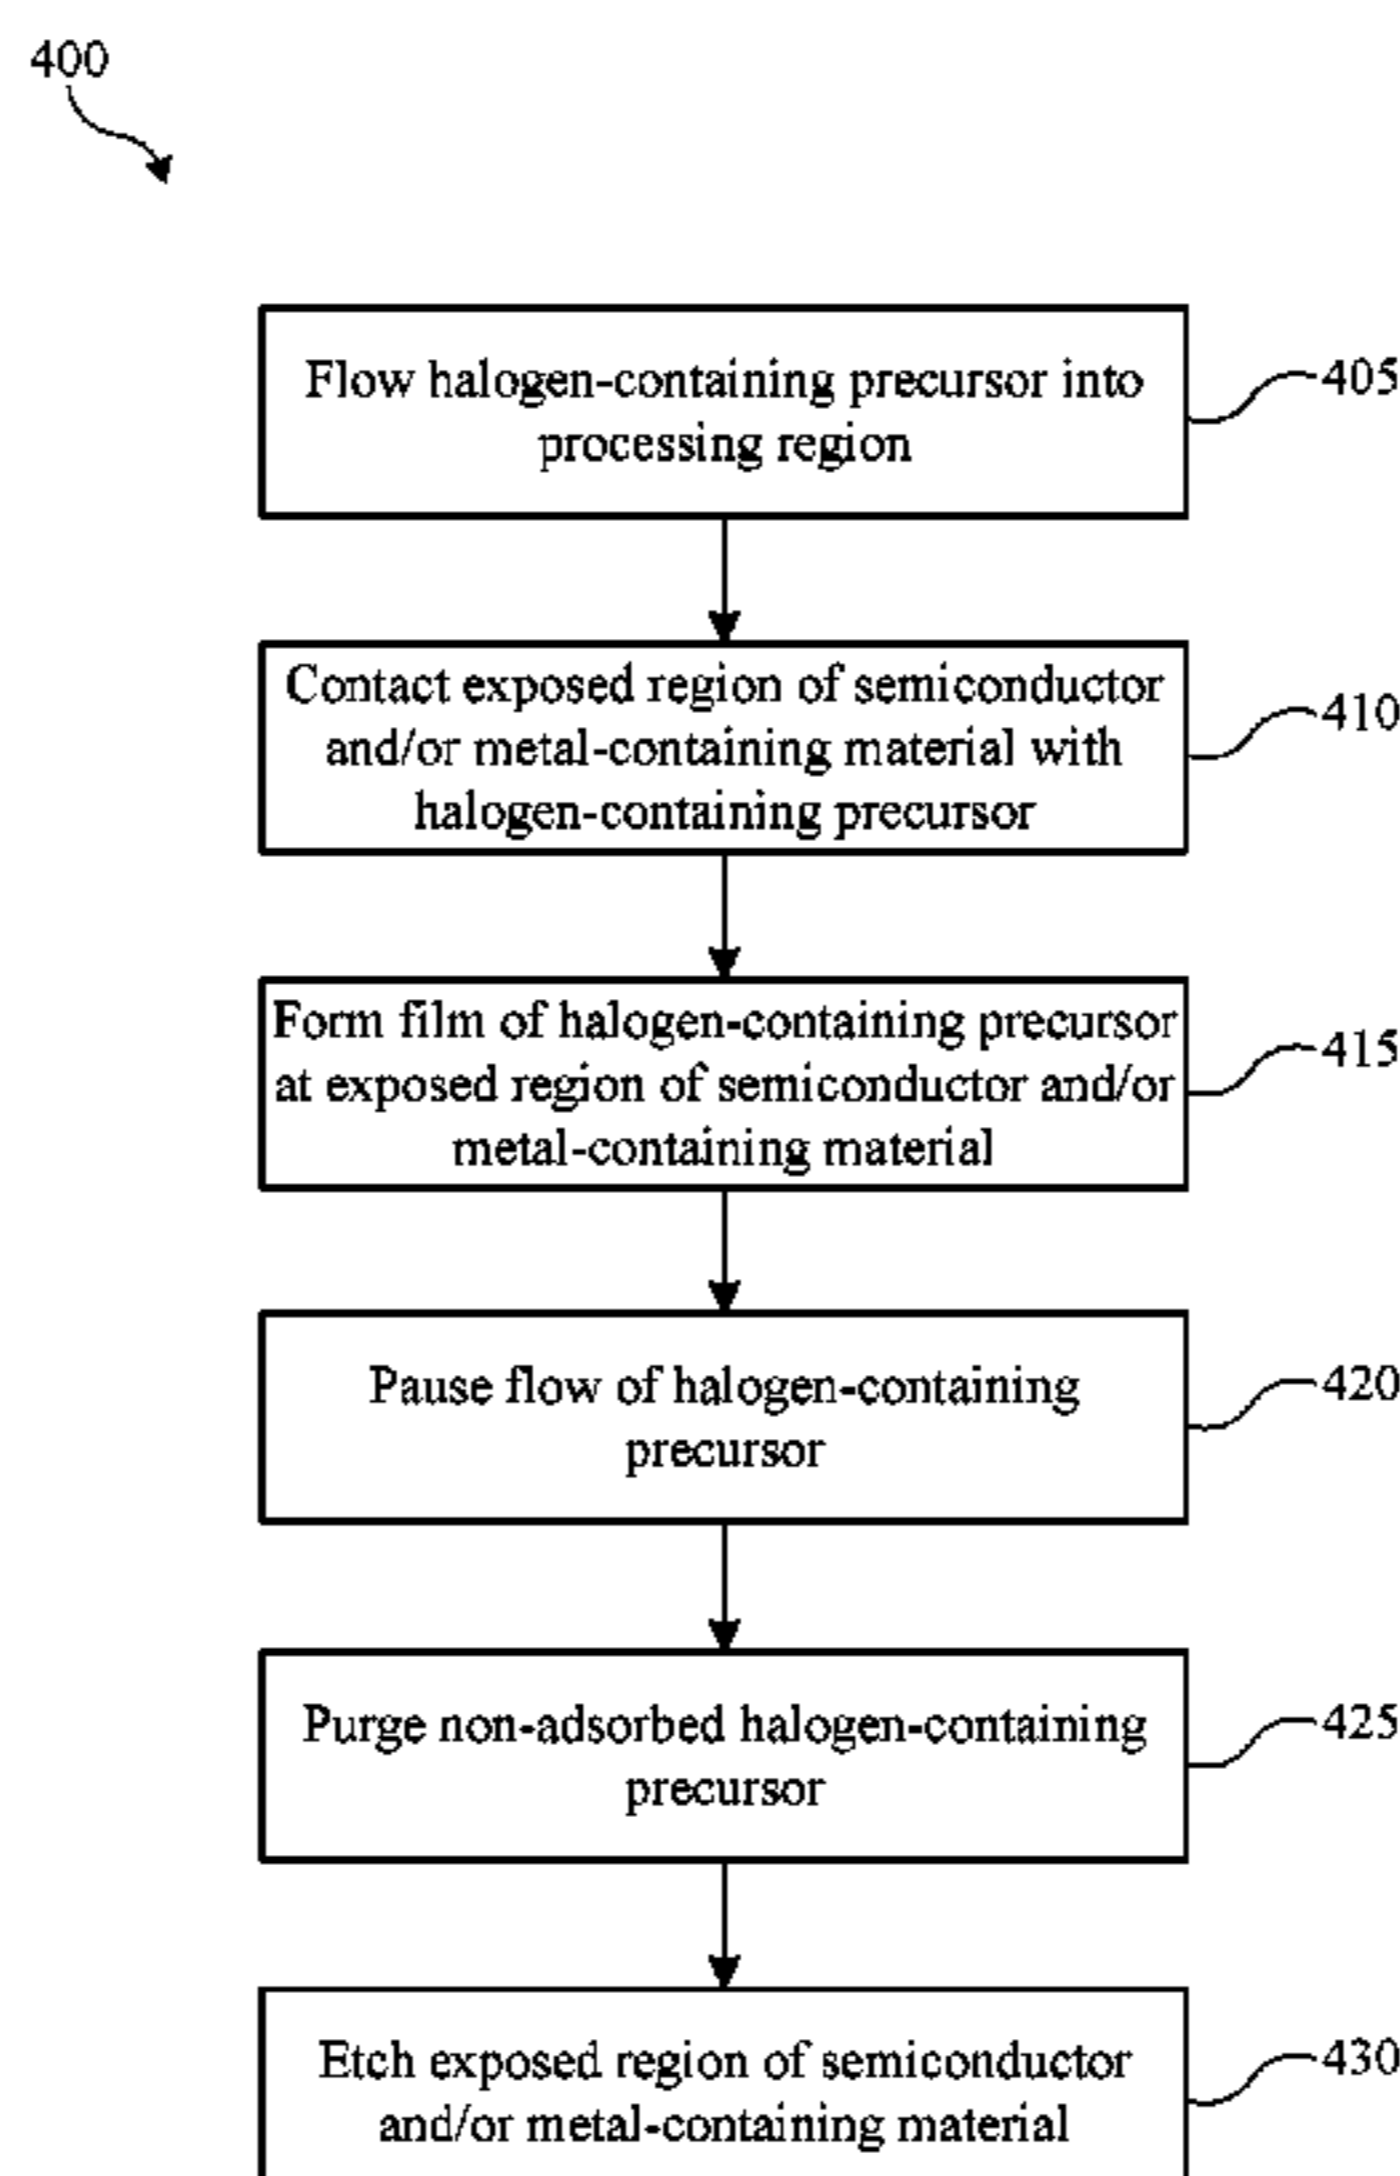 400
Flow halogen-containing precursor into
processing region
405
Contact exposed region of semiconductor
and/or metal-containing material with
halogen-containing precursor
410
Form film of halogen-containing precursor
at exposed region of semiconductor and/or
metal-containing material
415
Pause flow of halogen-containing
precursor
420
Purge non-adsorbed halogen-containing
precursor
425
Etch exposed region of semiconductor
and/or metal-containing material
430